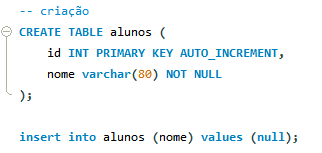 -- criação
CREATE TABLE alunos (
    id INT PRIMARY KEY AUTO_INCREMENT,
    nome varchar(80) NOT NULL
);
insert into alunos (nome) values (null);